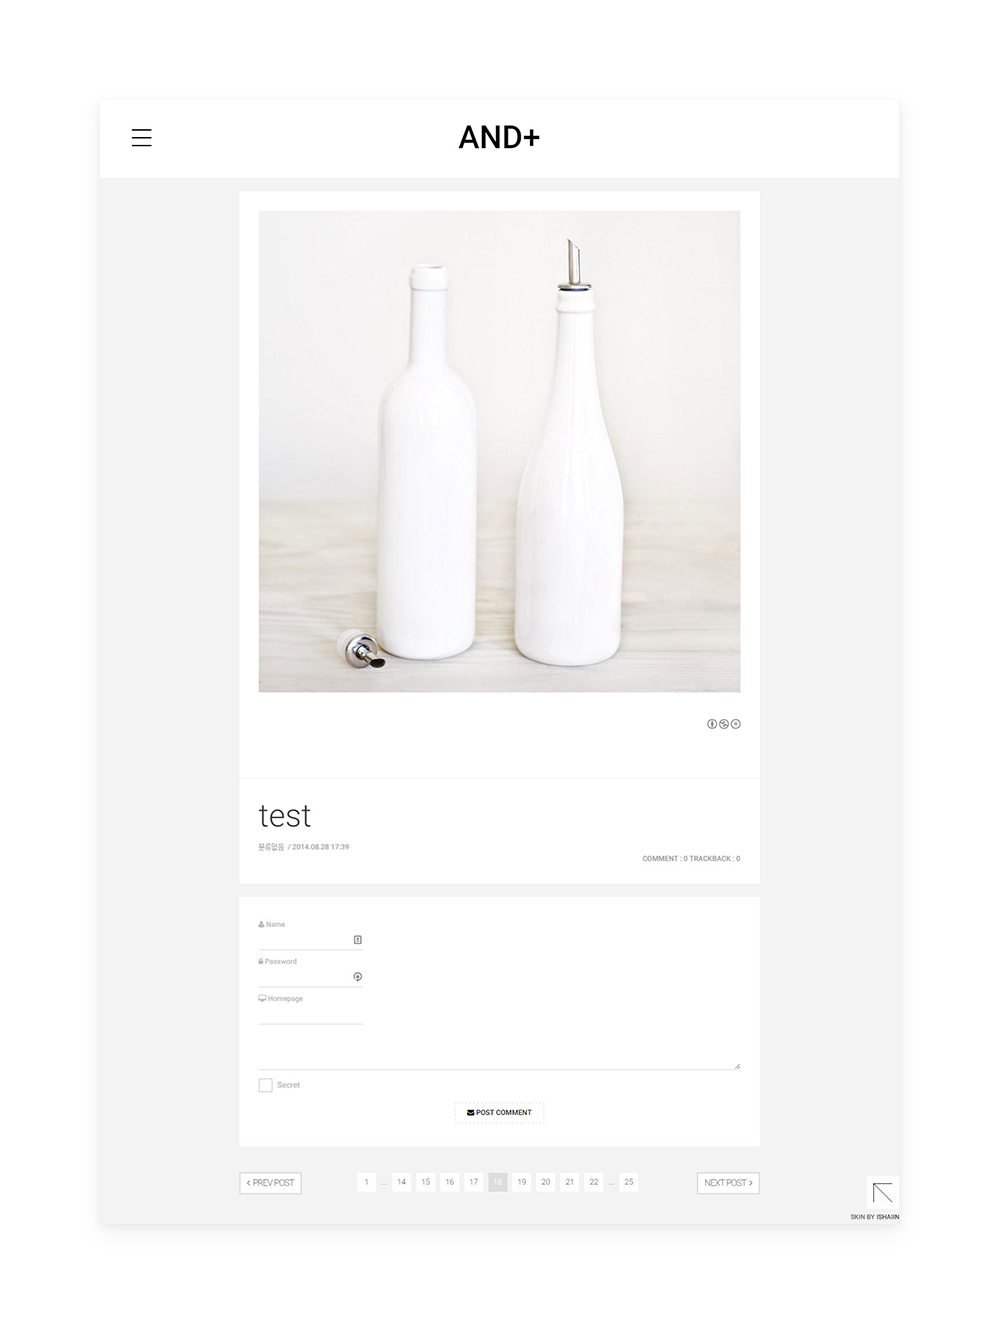 AND+
test
분류없음 / 2014.08.28 17:39
COMMENT : 0 TRACKBACK : 0
Name
Password
Homepage
Secret
POST COMMENT
< PREV POST
1 ... 14 15 16 17 18 19 20 21 22 ... 25
NEXT POST >
SKIN BY ISHAIIN